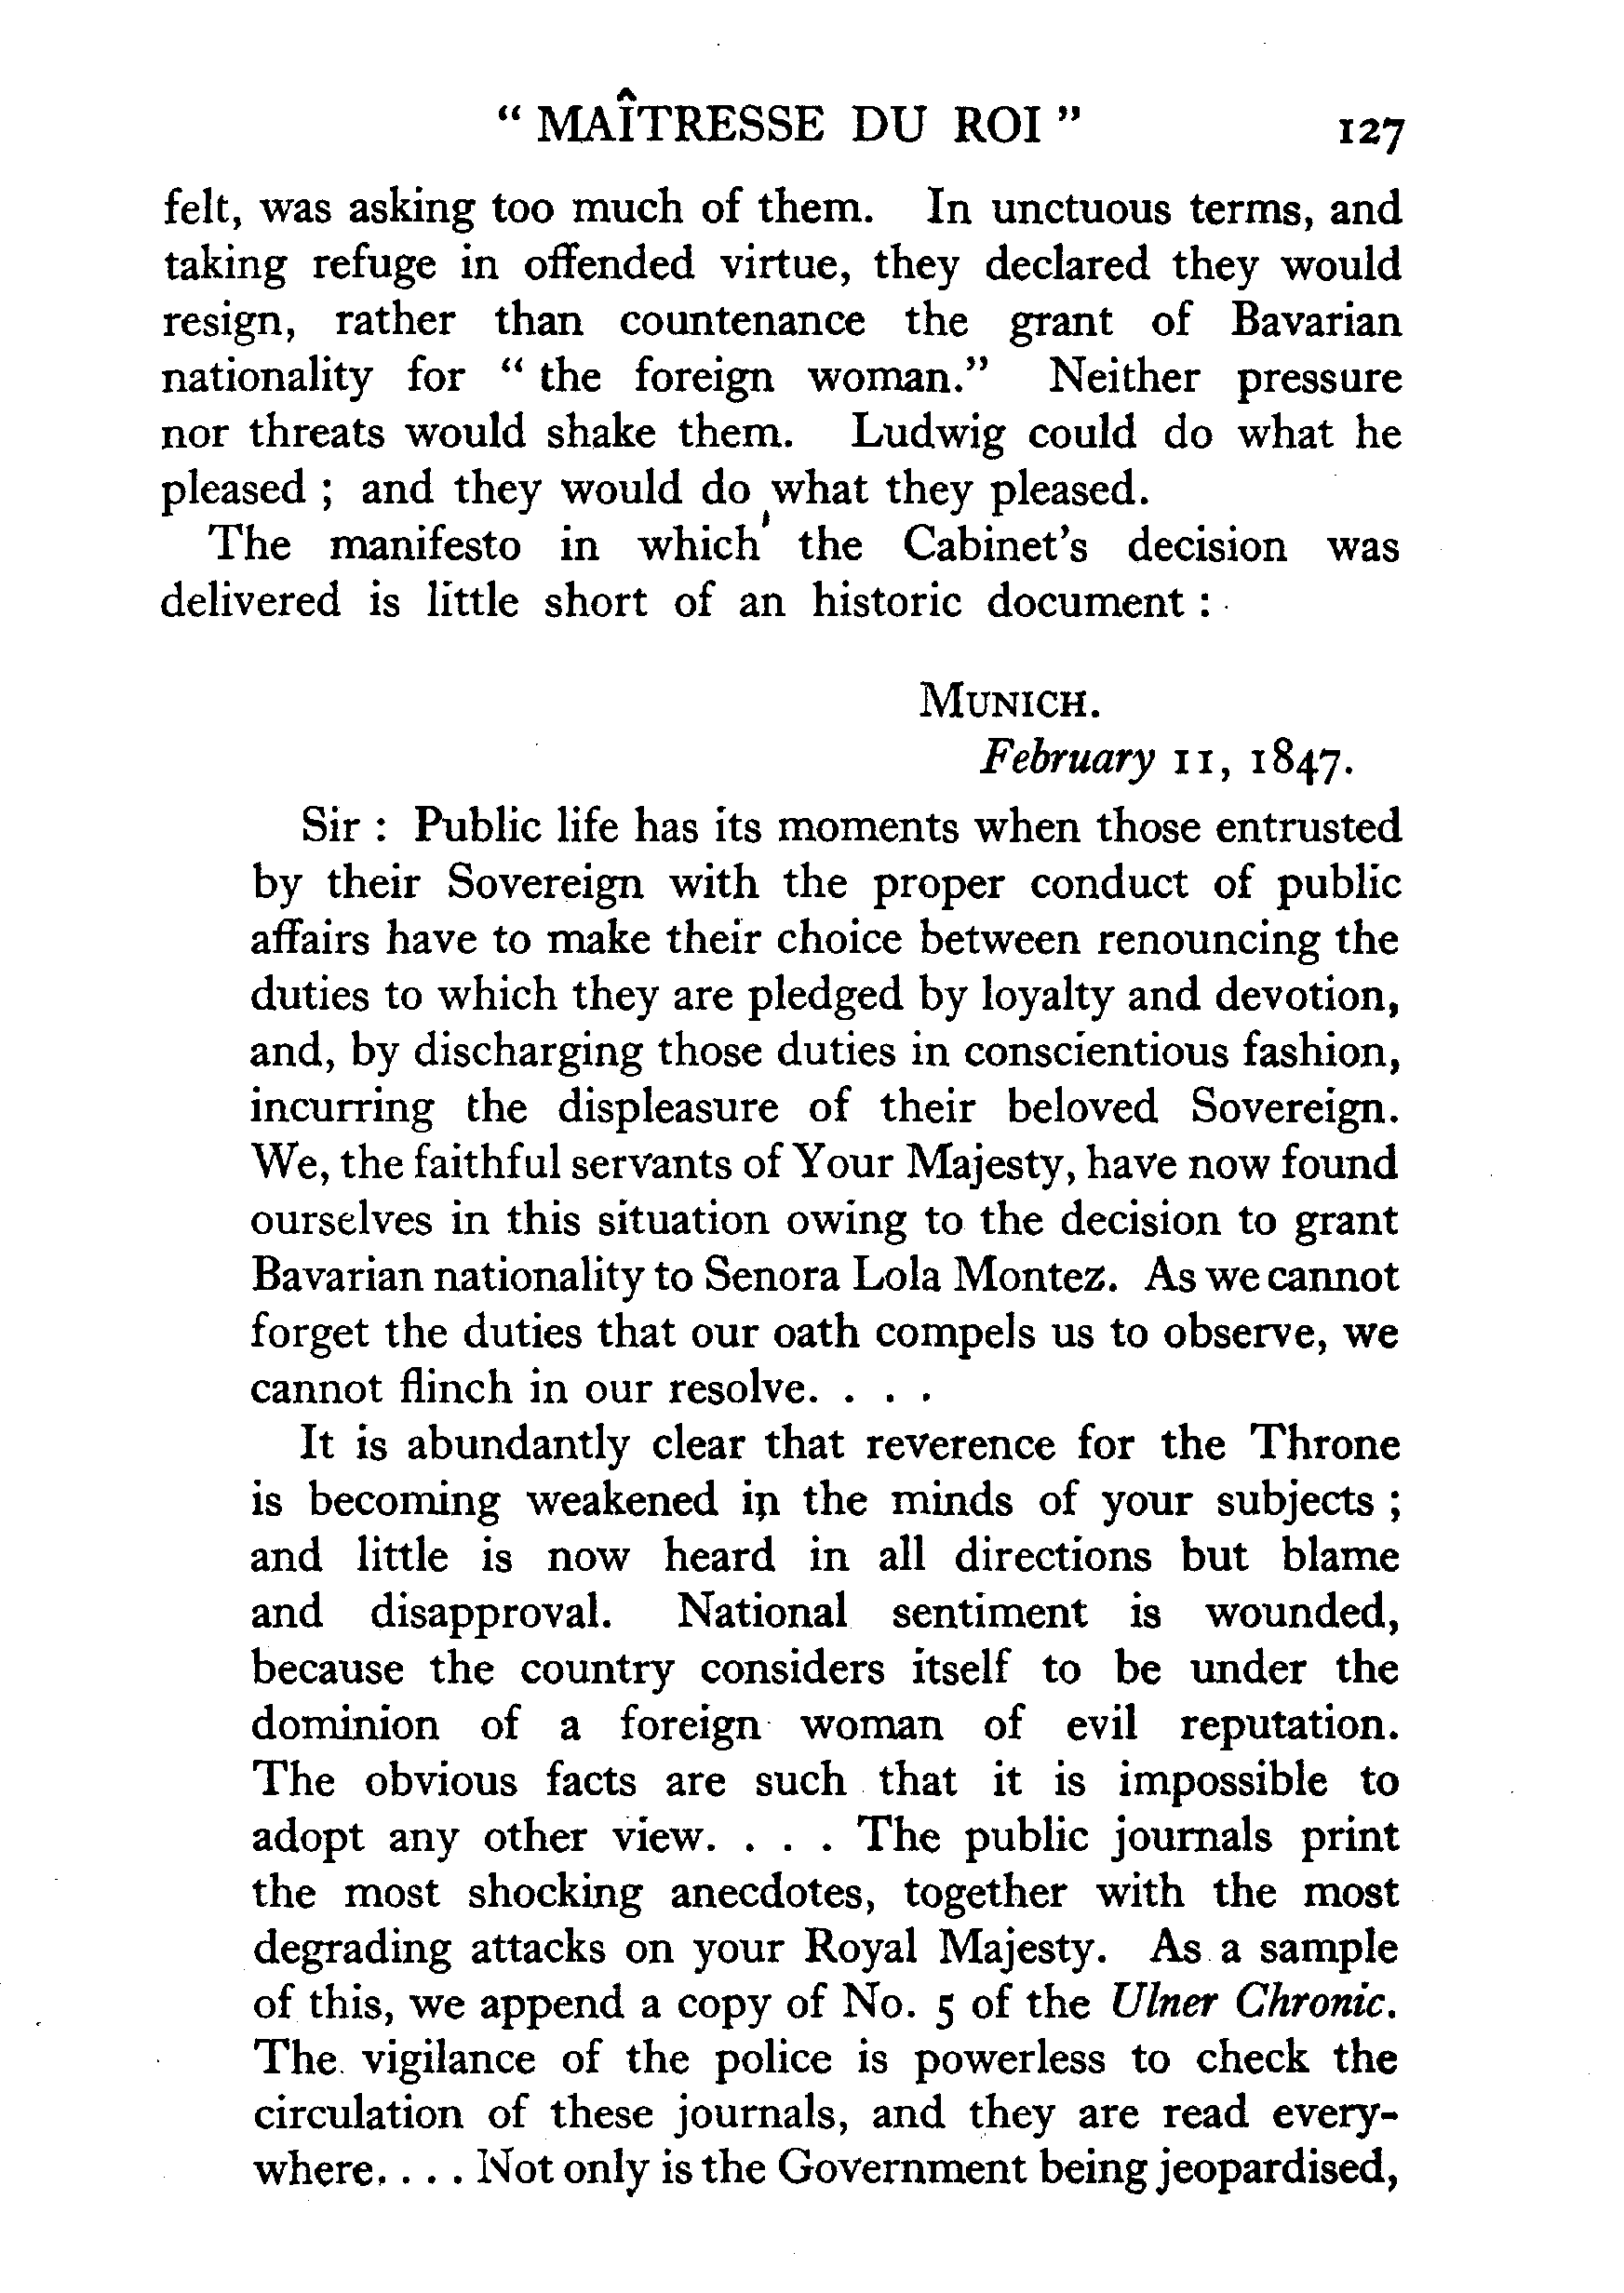 “ MAÎTRESSE DU ROI ” 127
felt, was asking too much of them. In unctuous terms, and
taking refuge in offended virtue, they declared they would
resign, rather than countenance the grant of Bavarian
nationality for “ the foreign woman.” Neither pressure
nor threats would shake them. Ludwig could do what he
pleased ; and they would do what they pleased.
The manifesto in which the Cabinet’s decision was
delivered is little short of an historic document :
MUNICH.
February 11, 1847.
Sir : Public life has its moments when those entrusted
by their Sovereign with the proper conduct of public
affairs have to make their choice between renouncing the
duties to which they are pledged by loyalty and devotion,
and, by discharging those duties in conscientious fashion,
incurring the displeasure of their beloved Sovereign.
We, the faithful servants of Your Majesty, have now found
ourselves in this situation owing to the decision to grant
Bavarian nationality to Senora Lola Montez. As we cannot
forget the duties that our oath compels us to observe, we
cannot flinch in our resolve. . . .
It is abundantly clear that reverence for the Throne
is becoming weakened in the minds of your subjects ;
and little is now heard in all directions but blame
and disapproval. National sentiment is wounded,
because the country considers itself to be under the
dominion of a foreign woman of evil reputation.
The obvious facts are such that it is impossible to
adopt any other view. . . . The public journals print
the most shocking anecdotes, together with the most
degrading attacks on your Royal Majesty. As a sample
of this, we append a copy of No. 5 of the Ulner Chronic.
The vigilance of the police is powerless to check the
circulation of these journals, and they are read every-
where. . . . Not only is the Government being jeopardised,